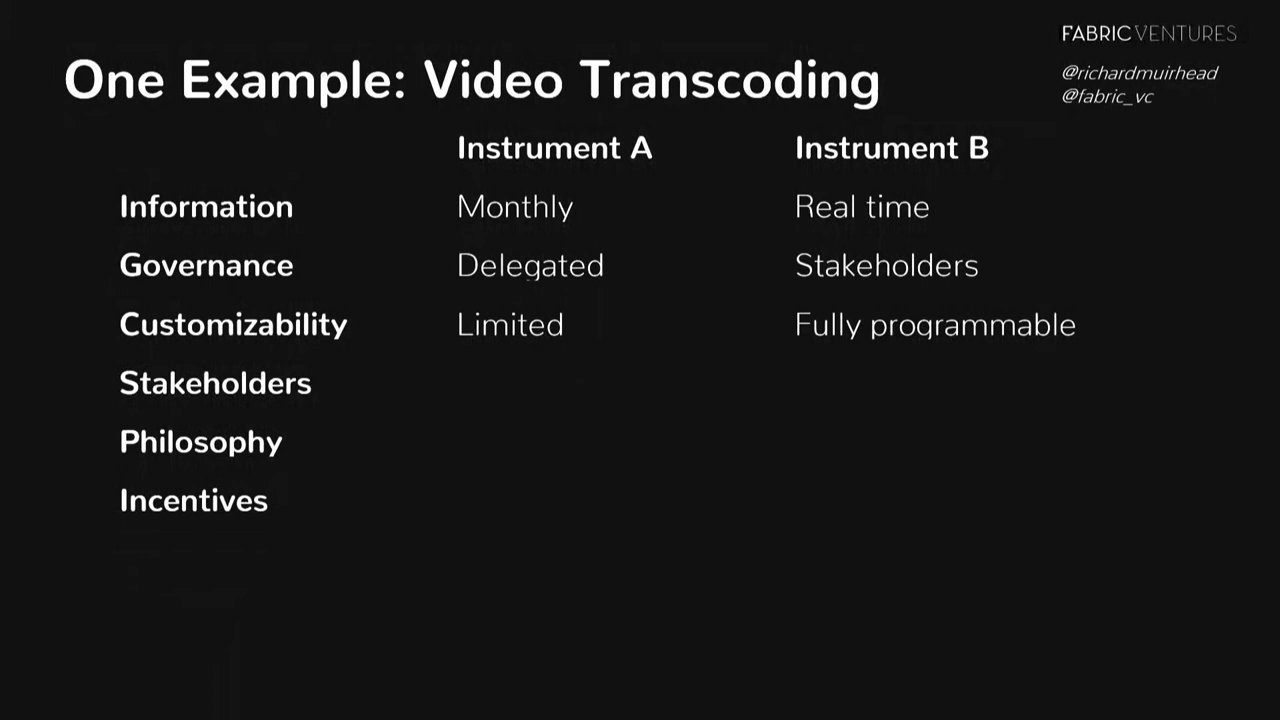 FABRIC VENTURES
@richardmuirhead
@fabric_vc
One Example: Video Transcoding
Instrument A Instrument B
Information Monthly Real time
Governance Delegated Stakeholders
Customizability Limited Fully programmable
Stakeholders
Philosophy
Incentives